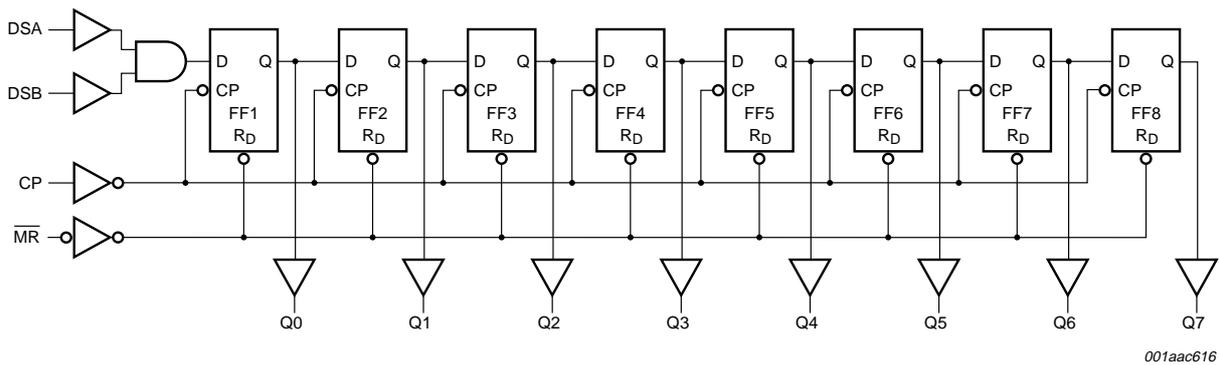 DSA
DSB
CP
M̅R̅
D Q
CP
FF1
RD
D Q
CP
FF2
RD
D Q
CP
FF3
RD
D Q
CP
FF4
RD
D Q
CP
FF5
RD
D Q
CP
FF6
RD
D Q
CP
FF7
RD
D Q
CP
FF8
RD
Q0 Q1 Q2 Q3 Q4 Q5 Q6 Q7
001aac616